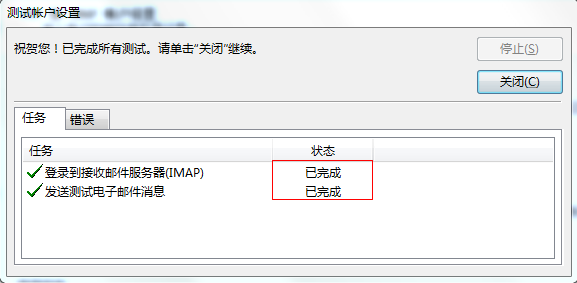 测试帐户设置
祝贺您！已完成所有测试。请单击“关闭”继续。
停止(S)
关闭(C)
任务 错误
任务 状态
登录到接收邮件服务器(IMAP) 已完成
发送测试电子邮件消息 已完成